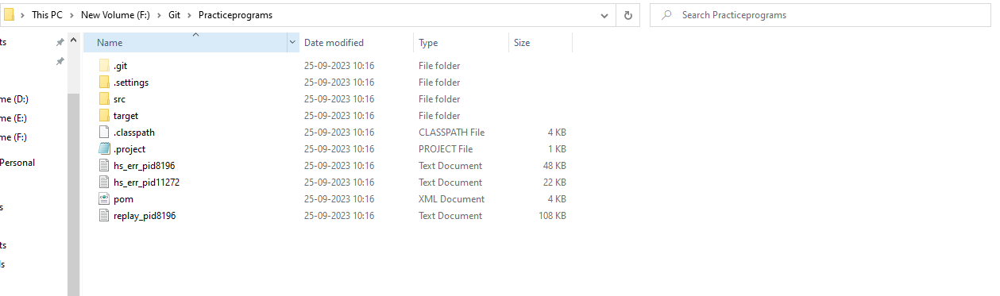 This PC > New Volume (F:) > Git > Practiceprograms
Search Practiceprograms
Name Date modified Type Size
ts
.git 25-09-2023 10:16 File folder
.settings 25-09-2023 10:16 File folder
src 25-09-2023 10:16 File folder
me (D:)
target 25-09-2023 10:16 File folder
me (E:)
.classpath 25-09-2023 10:16 CLASSPATH File 4 KB
me (F:)
.project 25-09-2023 10:16 PROJECT File 1 KB
Personal
hs_err_pid8196 25-09-2023 10:16 Text Document 48 KB
hs_err_pid11272 25-09-2023 10:16 Text Document 22 KB
pom 25-09-2023 10:16 XML Document 4 KB
s
replay_pid8196 25-09-2023 10:16 Text Document 108 KB
ts
ls